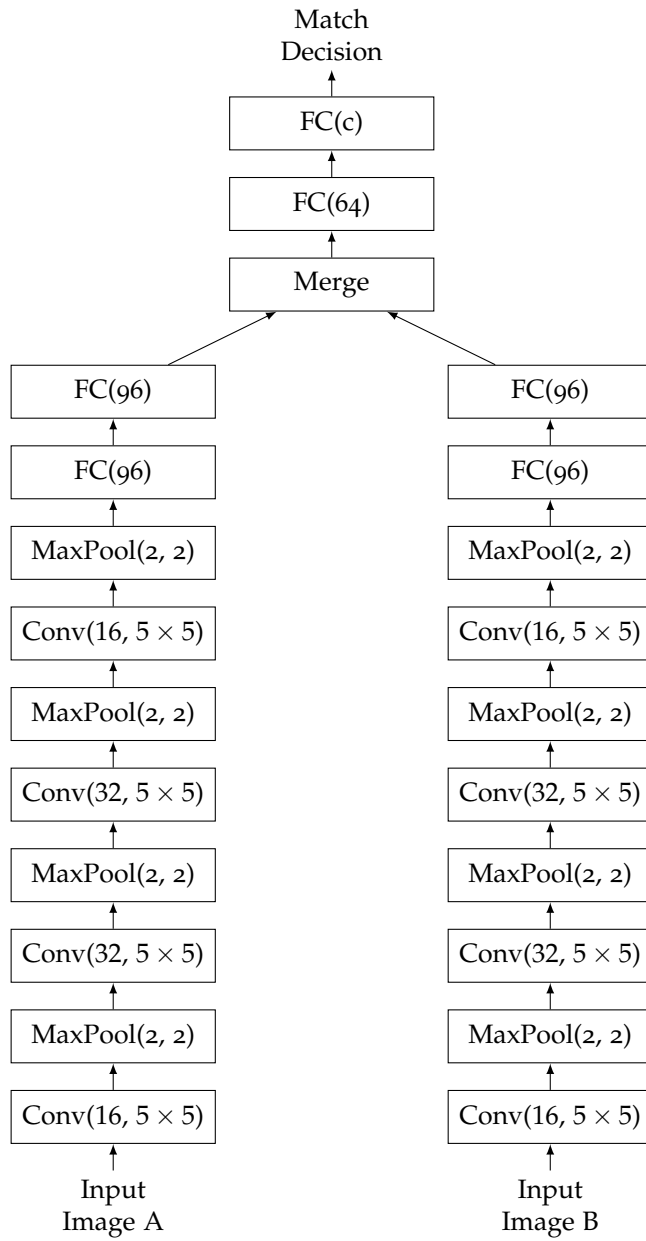 Match
Decision
FC(c)
FC(64)
Merge
FC(96)
FC(96)
MaxPool(2, 2)
Conv(16, 5 × 5)
MaxPool(2, 2)
Conv(32, 5 × 5)
MaxPool(2, 2)
Conv(32, 5 × 5)
MaxPool(2, 2)
Conv(16, 5 × 5)
Input
Image A
FC(96)
FC(96)
MaxPool(2, 2)
Conv(16, 5 × 5)
MaxPool(2, 2)
Conv(32, 5 × 5)
MaxPool(2, 2)
Conv(32, 5 × 5)
MaxPool(2, 2)
Conv(16, 5 × 5)
Input
Image B